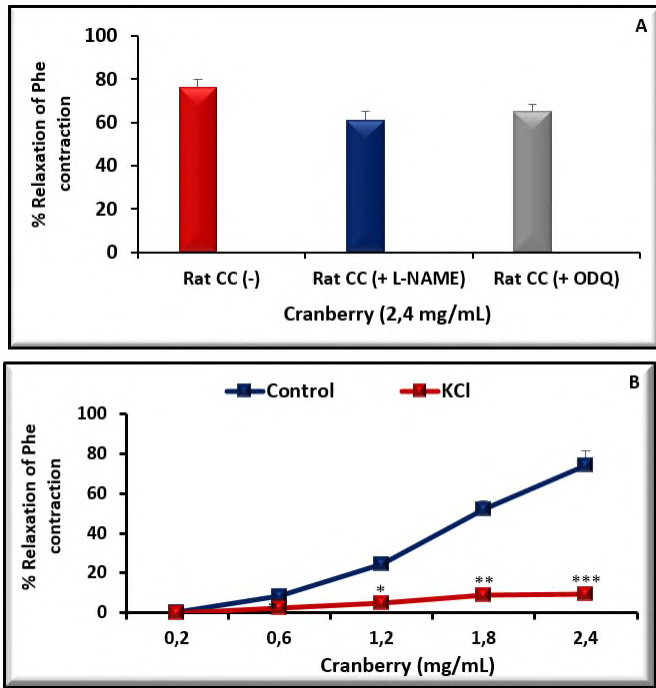 A
% Relaxation of Phe
contraction
100
80
60
40
20
0
Rat CC (-) Rat CC (+ L-NAME) Rat CC (+ ODQ)
Cranberry (2,4 mg/mL)
B
Control KCl
% Relaxation of Phe
contraction
100
80
60
40
20
0
* ** ***
0,2 0,6 1,2 1,8 2,4
Cranberry (mg/mL)